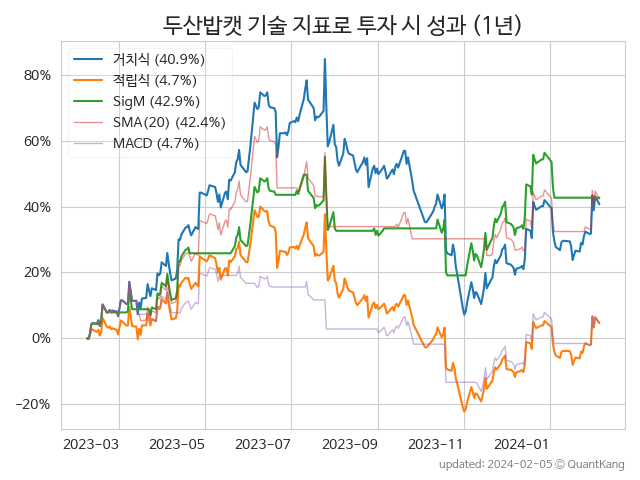 두산밥캣 기술 지표로 투자 시 성과 (1년)
거치식 (40.9%)
적립식 (4.7%)
SigM (42.9%)
SMA(20) (42.4%)
MACD (4.7%)
80%
60%
40%
20%
0%
−20%
2023-03 2023-05 2023-07 2023-09 2023-11 2024-01
updated: 2024-02-05 © QuantKang